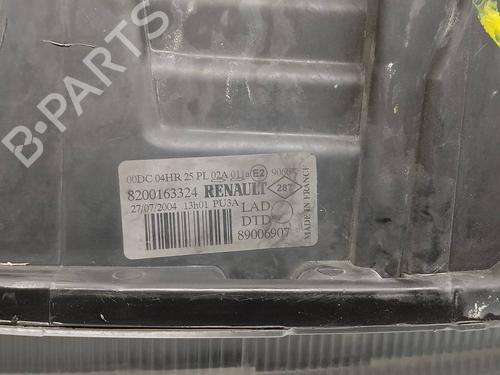 B-PARTS
00DC 04HR 25 PL 02A 01|a E2
8200163324 RENAULT 287
27/07/2004 13h01 PU3A LAD
DTD
89006907
MADE IN FRANCE